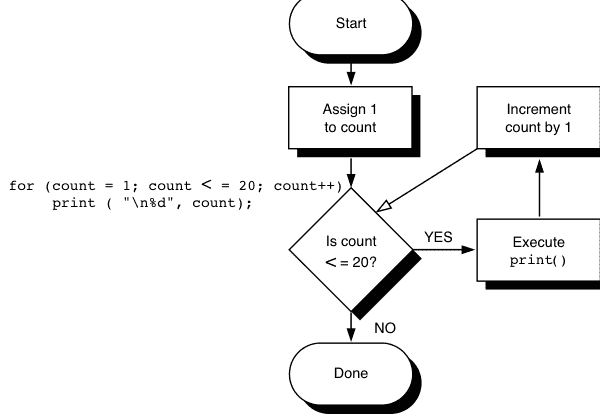 Start
Assign 1
to count
Increment
count by 1
for (count = 1; count < = 20; count++)
print ( "\n%d", count);
Is count
< = 20?
YES
Execute
print()
NO
Done